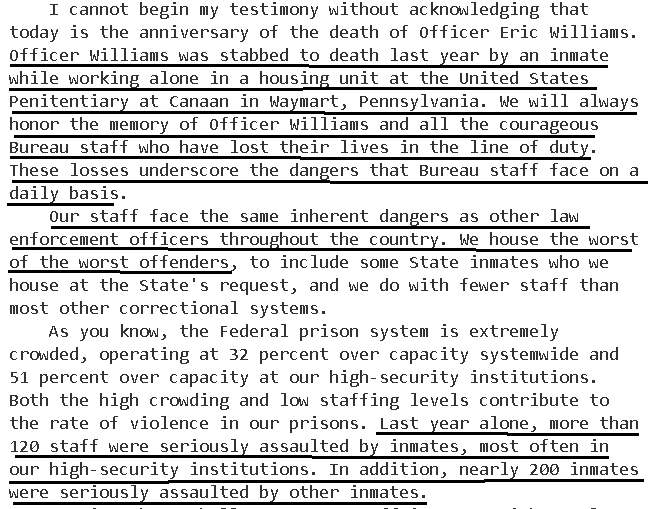 I cannot begin my testimony without acknowledging that
today is the anniversary of the death of Officer Eric Williams.
Officer Williams was stabbed to death last year by an inmate
while working alone in a housing unit at the United States
Penitentiary at Canaan in Waymart, Pennsylvania. We will always
honor the memory of Officer Williams and all the courageous
Bureau staff who have lost their lives in the line of duty.
These losses underscore the dangers that Bureau staff face on a
daily basis.
Our staff face the same inherent dangers as other law
enforcement officers throughout the country. We house the worst
of the worst offenders, to include some State inmates who we
house at the State's request, and we do with fewer staff than
most other correctional systems.
As you know, the Federal prison system is extremely
crowded, operating at 32 percent over capacity systemwide and
51 percent over capacity at our high-security institutions.
Both the high crowding and low staffing levels contribute to
the rate of violence in our prisons. Last year alone, more than
120 staff were seriously assaulted by inmates, most often in
our high-security institutions. In addition, nearly 200 inmates
were seriously assaulted by other inmates.